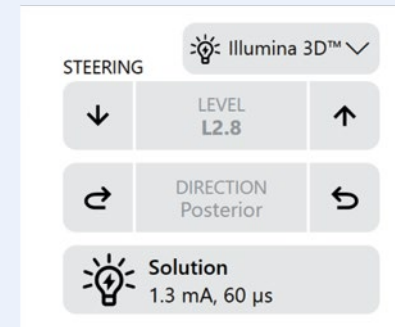 Illumina 3D™
STEERING
LEVEL
L2.8
DIRECTION
Posterior
Solution
1.3 mA, 60 μs